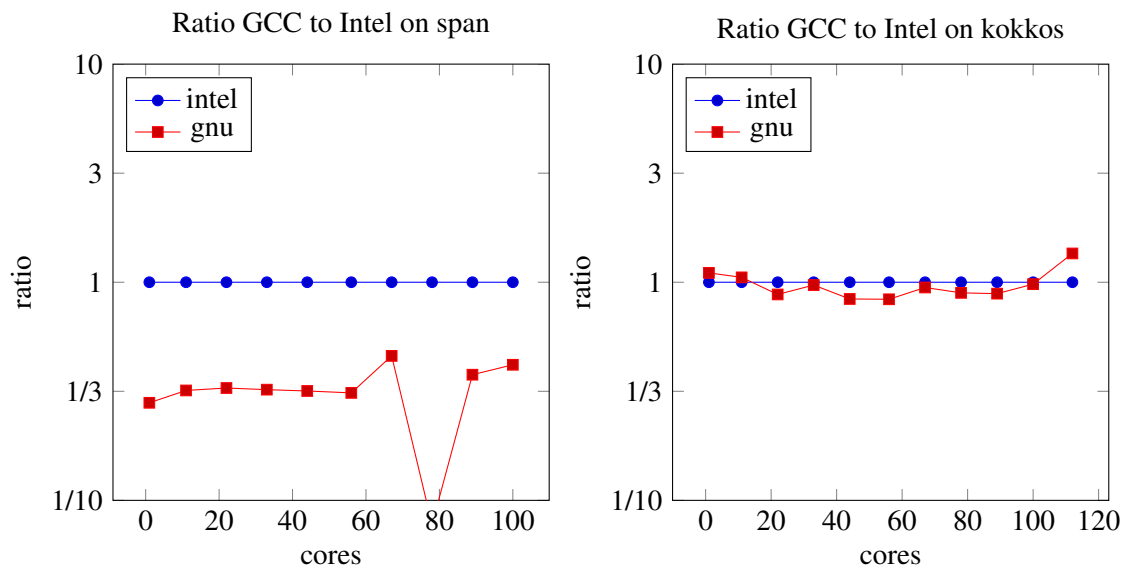 Ratio GCC to Intel on span
10
3
1
1/3
1/10
ratio
intel
gnu
0 20 40 60 80 100
cores
Ratio GCC to Intel on kokkos
10
3
1
1/3
1/10
ratio
intel
gnu
0 20 40 60 80 100 120
cores